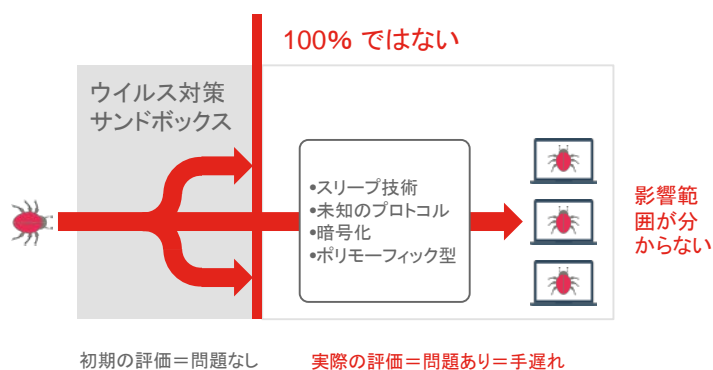 100% ではない
ウイルス対策
サンドボックス
•スリープ技術
•未知のプロトコル
•暗号化
•ポリモーフィック型
影響範
囲が分
からない
初期の評価＝問題なし
実際の評価＝問題あり＝手遅れ